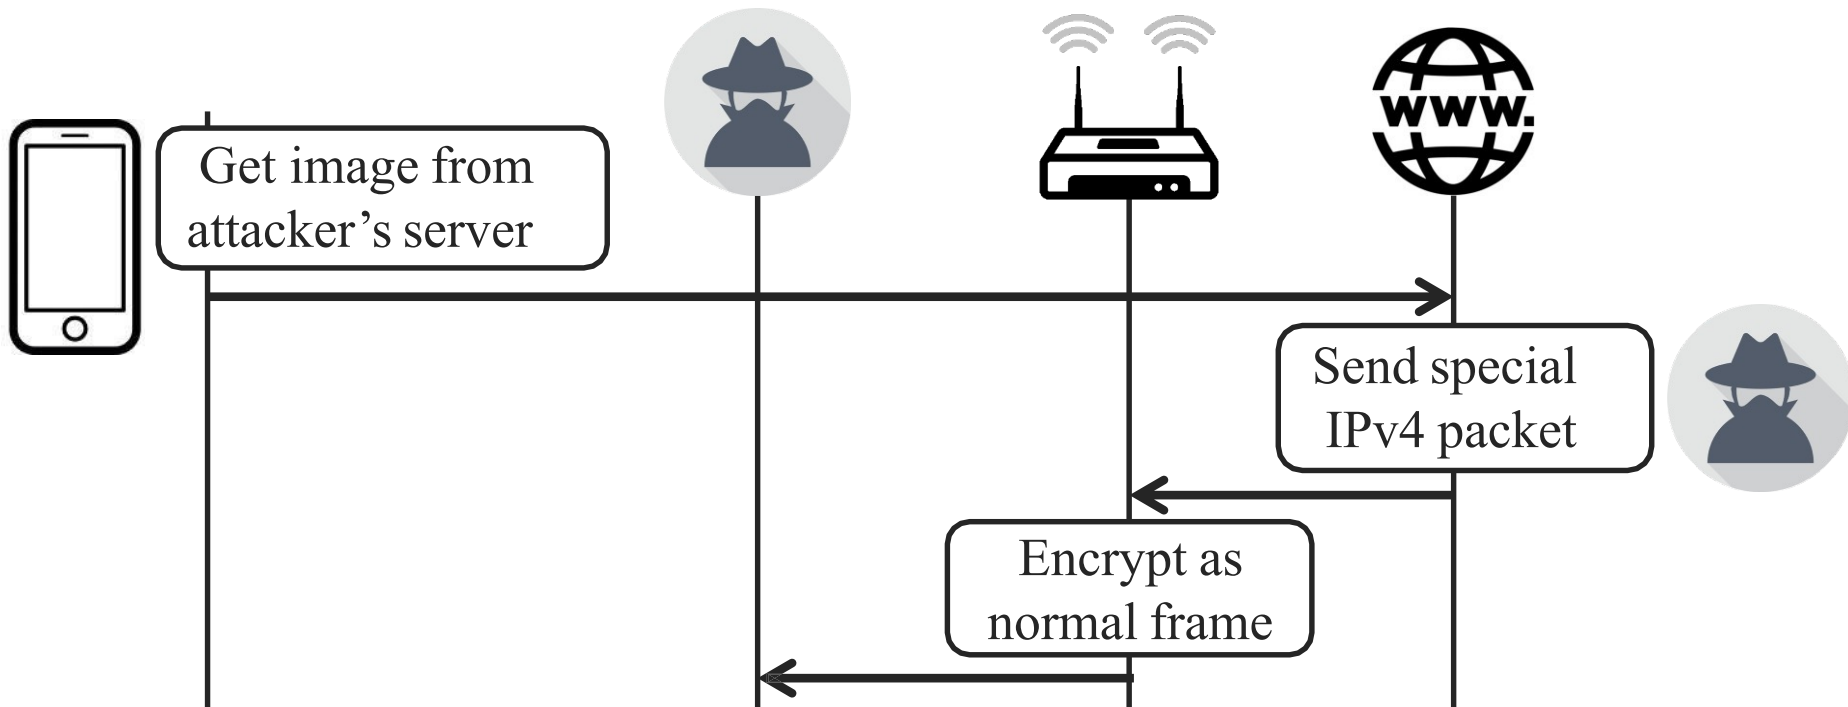 www.
Get image from
attacker’s server
Send special
IPv4 packet
Encrypt as
normal frame